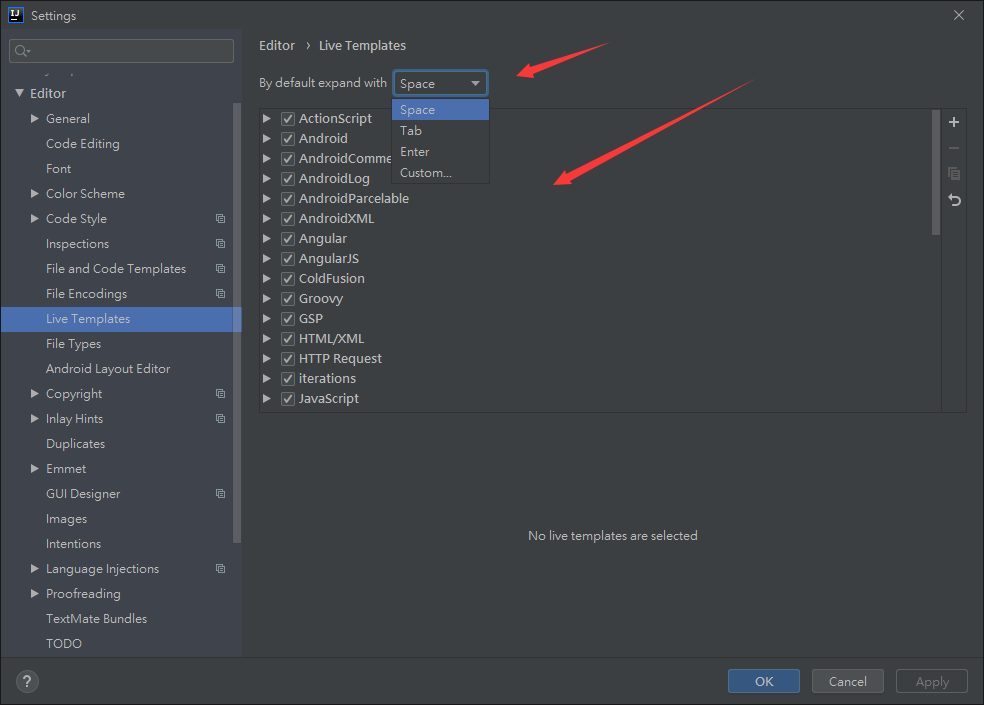 Settings
Editor
General
Code Editing
Font
Color Scheme
Code Style
Inspections
File and Code Templates
File Encodings
Live Templates
File Types
Android Layout Editor
Copyright
Inlay Hints
Duplicates
Emmet
GUI Designer
Images
Intentions
Language Injections
Proofreading
TextMate Bundles
TODO
Editor › Live Templates
By default expand with Space
Space
Tab
Enter
Custom...
ActionScript
Android
AndroidComme
AndroidLog
AndroidParcelable
AndroidXML
Angular
AngularJS
ColdFusion
Groovy
GSP
HTML/XML
HTTP Request
iterations
JavaScript
No live templates are selected
?
OK
Cancel
Apply